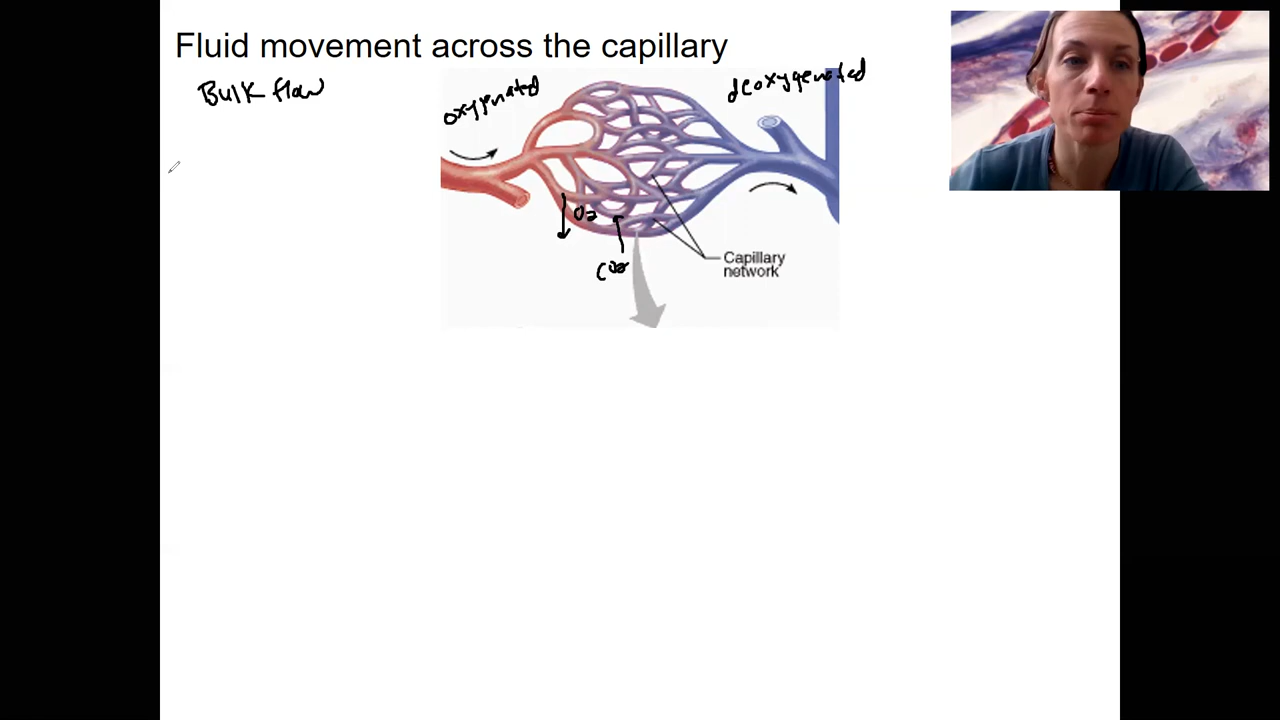 Fluid movement across the capillary
Bulk flow
oxygenated
deoxygenated
O2
CO2
Capillary
network